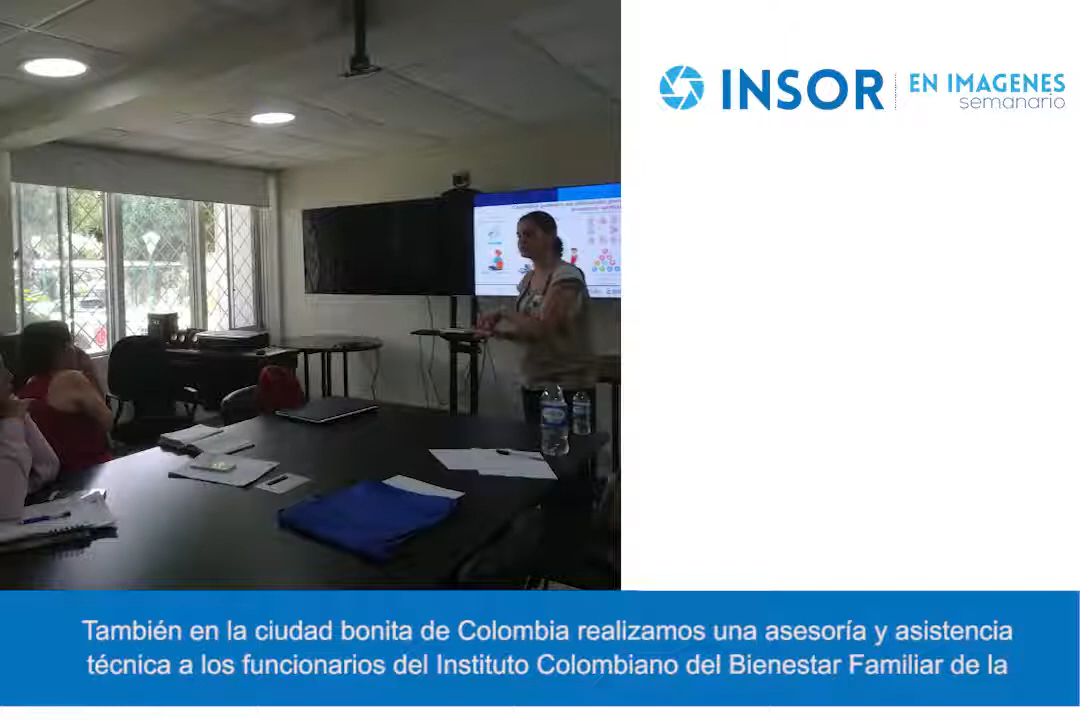 INSOR
EN IMAGENES
semanario
También en la ciudad bonita de Colombia realizamos una asesoría y asistencia
técnica a los funcionarios del Instituto Colombiano del Bienestar Familiar de la